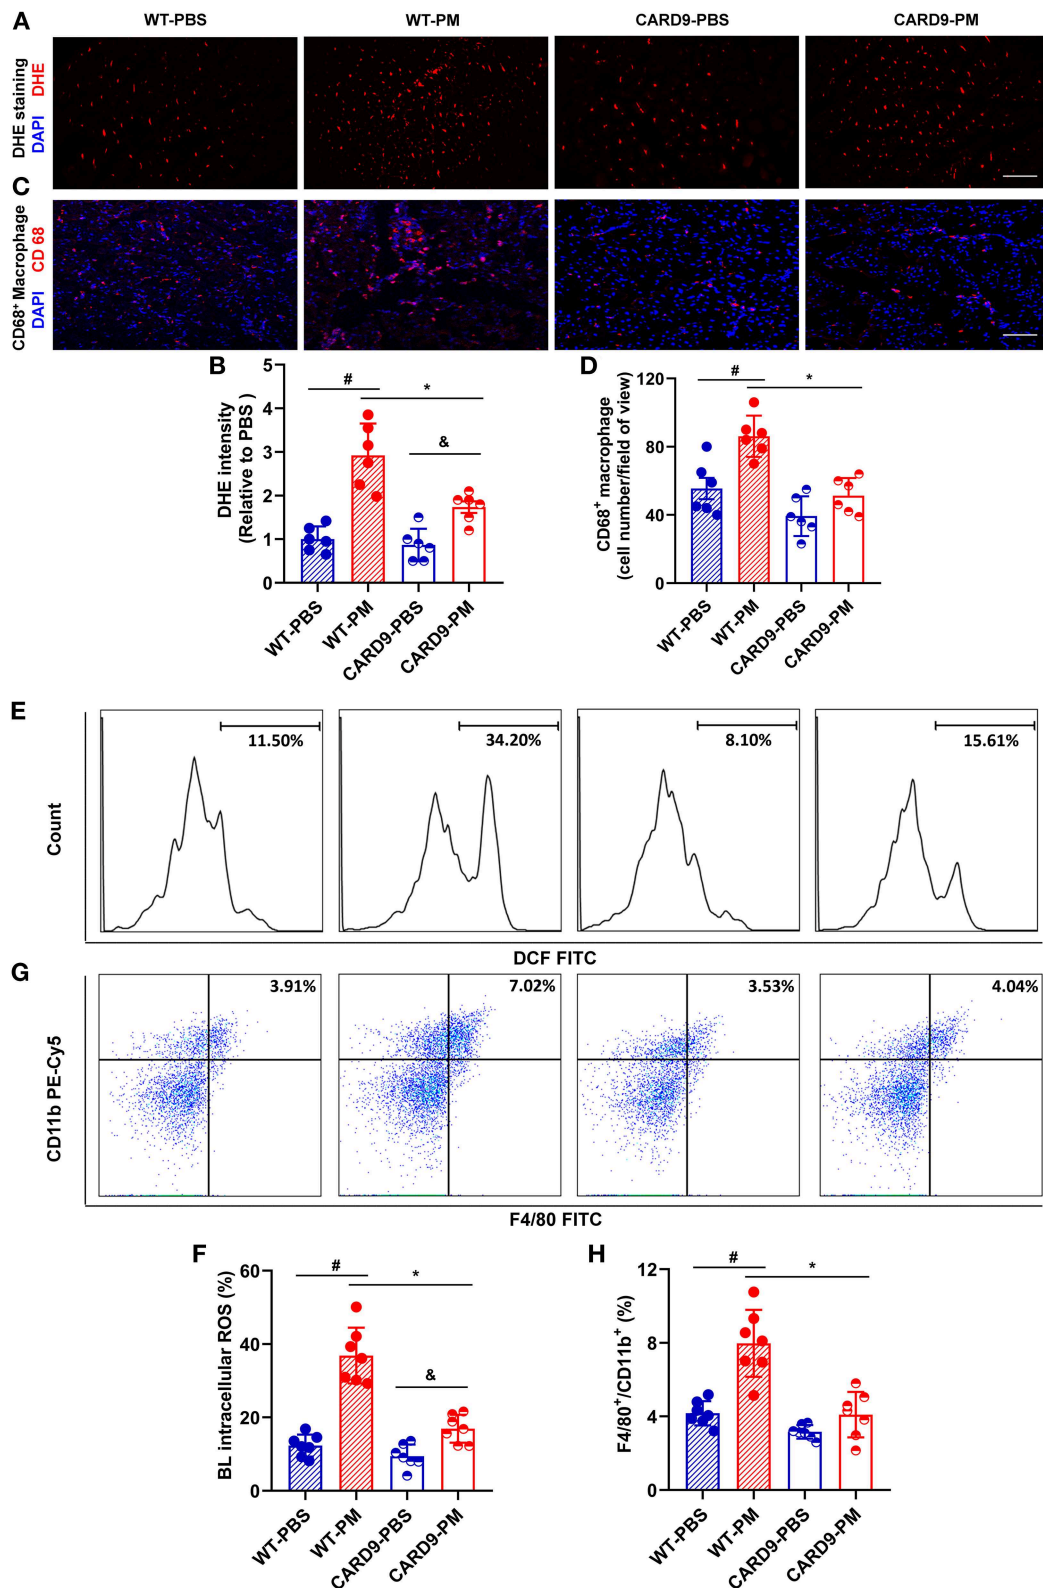 A
WT-PBS
WT-PM
CARD9-PBS
CARD9-PM
DHE staining
DAPI DHE
C
CD68⁺ Macrophage
DAPI CD 68
B
DHE intensity
(Relative to PBS )
5
4
3
2
1
0
#
*
&
WT-PBS
WT-PM
CARD9-PBS
CARD9-PM
D
CD68⁺ macrophage
(cell number/field of view)
120
80
40
0
#
*
WT-PBS
WT-PM
CARD9-PBS
CARD9-PM
E
Count
11.50%
34.20%
8.10%
15.61%
DCF FITC
G
CD11b PE-Cy5
3.91%
7.02%
3.53%
4.04%
F4/80 FITC
F
BL intracellular ROS (%)
60
40
20
0
#
*
&
WT-PBS
WT-PM
CARD9-PBS
CARD9-PM
H
F4/80⁺/CD11b⁺ (%)
12
8
4
0
#
*
WT-PBS
WT-PM
CARD9-PBS
CARD9-PM